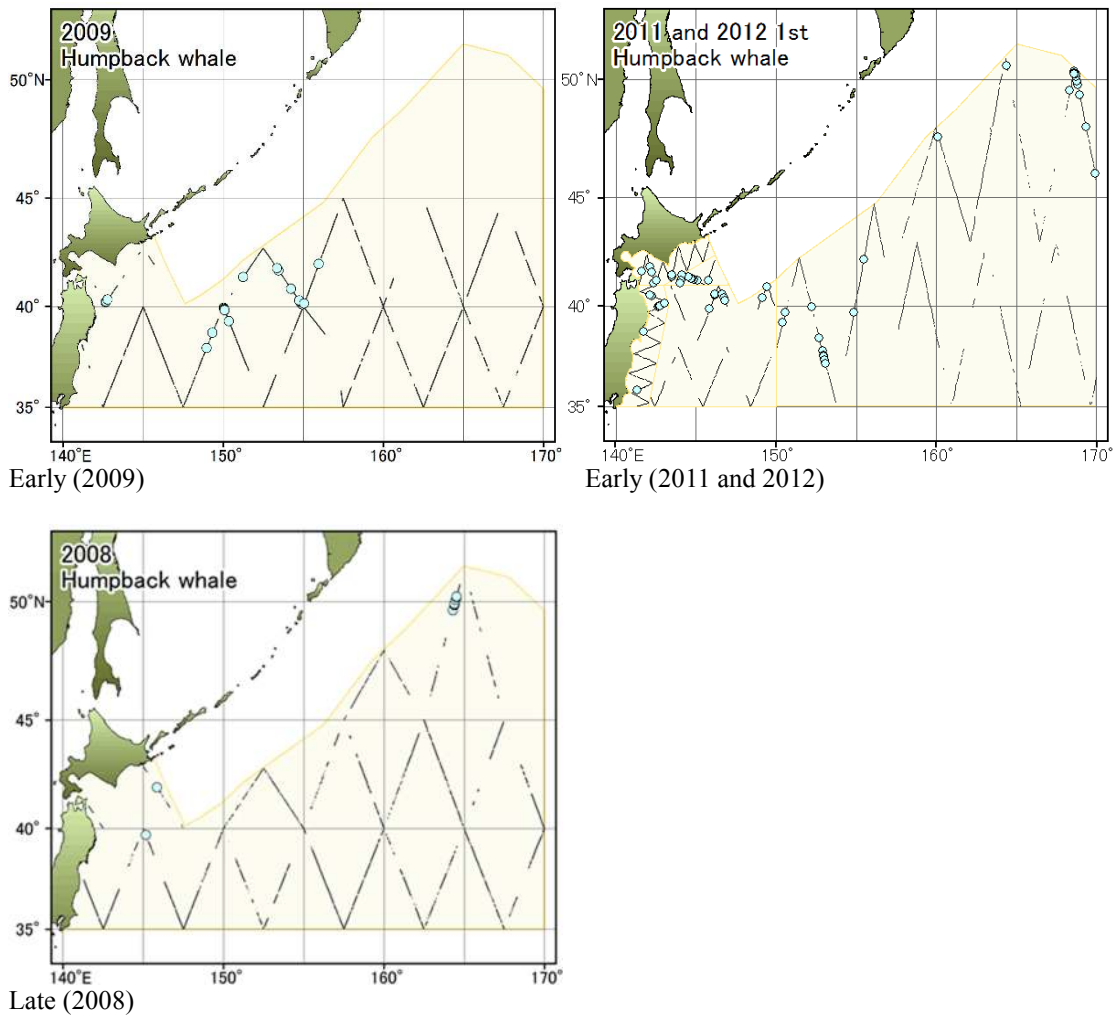 2009
Humpback whale
50°N
45°
40°
35°
140°E
150°
160°
170°
Early (2009)
2011 and 2012 1st
Humpback whale
50°N
45°
40°
35°
140°E
150°
160°
170°
Early (2011 and 2012)
2008
Humpback whale
50°N
45°
40°
35°
140°E
150°
160°
170°
Late (2008)